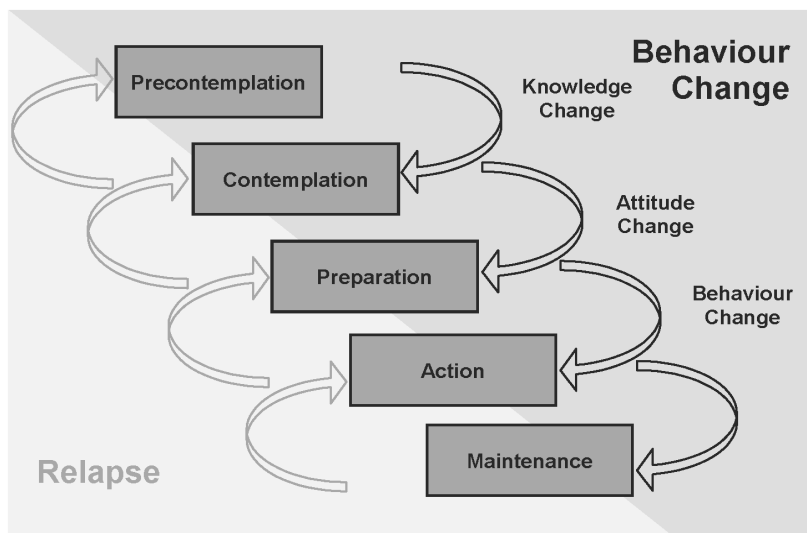 Behaviour
Change
Precontemplation
Knowledge
Change
Contemplation
Attitude
Change
Preparation
Behaviour
Change
Action
Maintenance
Relapse